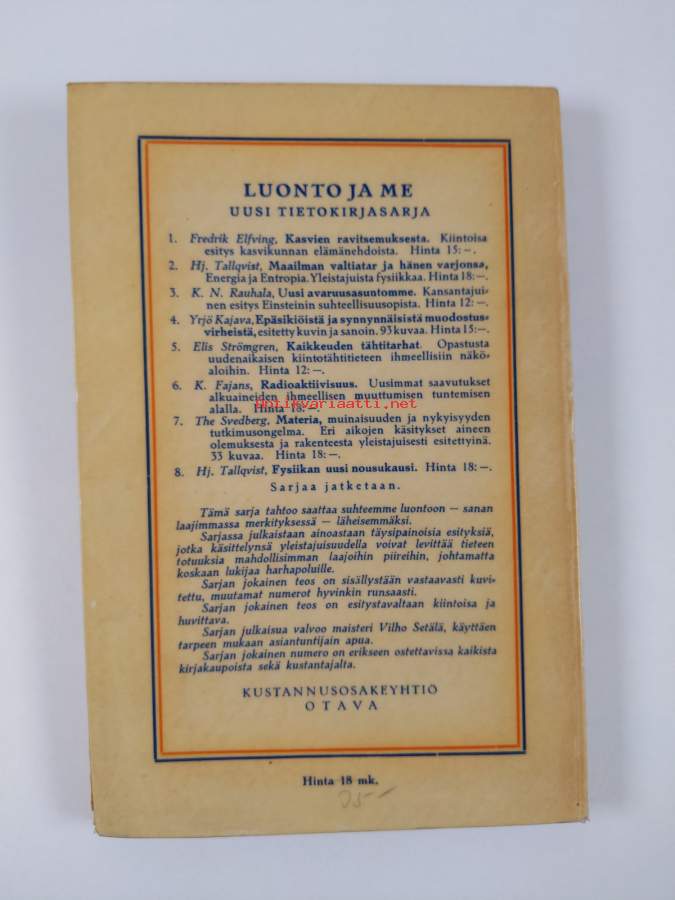 LUONTO JA ME
UUSI TIETOKIRJASARJA
1. Fredrik Elfving, Kasvien ravitsemuksesta. Kiintoisa
esitys kasvikunnan elämänehdoista. Hinta 15:—.
2. Hj. Tallqvist, Maailman valtiatar ja hänen varjonsa,
Energia ja Entropia. Yleistajuista fysiikkaa. Hinta 18:—.
3. K. N. Rauhala, Uusi avaruusasuntomme. Kansantajui-
nen esitys Einsteinin suhteellisuusopista. Hinta 12:—.
4. Yrjö Kajava, Epäsikiöistä ja synnynnäisistä muodostus-
virheistä, esitetty kuvin ja sanoin. 93 kuvaa. Hinta 15:—.
5. Elis Strömgren, Kaikkeuden tähtitarhat. Opastusta
uudenaikaisen kiintotähtitieteen ihmeellisiin näkö-
aloihin. Hinta 12:—.
6. K. Fajans, Radioaktiivisuus. Uusimmat saavutukset
alkuaineiden ihmeellisen muuttumisen tuntemisen
alalla. Hinta 18:—.
antikvariaatti.net
7. The Svedberg, Materia, muinaisuuden ja nykyisyyden
tutkimusongelma. Eri aikojen käsitykset aineen
olemuksesta ja rakenteesta yleistajuisesti esitettyinä.
33 kuvaa. Hinta 18:—.
8. Hj. Tallqvist, Fysiikan uusi nousukausi. Hinta 18:—.
Sarjaa jatketaan.
Tämä sarja tahtoo saattaa suhteemme luontoon — sanan
laajimmassa merkityksessä — läheisemmäksi.
Sarjassa julkaistaan ainoastaan täysipainoisia esityksiä,
jotka käsittelynsä yleistajuisuudella voivat levittää tieteen
totuuksia mahdollisimman laajoihin piireihin, johtamatta
koskaan lukijaa harhapoluille.
Sarjan jokainen teos on sisällystään vastaavasti kuvi-
tettu, muutamat numerot hyvinkin runsaasti.
Sarjan jokainen teos on esitystavaltaan kiintoisa ja
huvittava.
Sarjan julkaisua valvoo maisteri Vilho Setälä, käyttäen
tarpeen mukaan asiantuntijain apua.
Sarjan jokainen numero on erikseen ostettavissa kaikista
kirjakaupoista sekä kustantajalta.
KUSTANNUSOSAKEYHTIÖ
OTAVA
Hinta 18 mk.